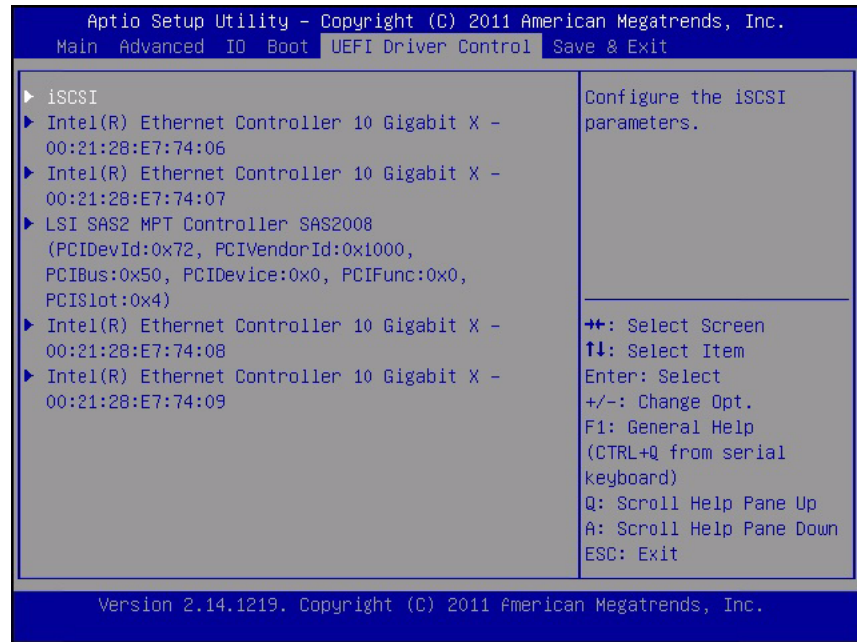 Aptio Setup Utility – Copyright (C) 2011 American Megatrends, Inc.
Main Advanced IO Boot UEFI Driver Control Save & Exit
▶ iSCSI
▶ Intel(R) Ethernet Controller 10 Gigabit X –
00:21:28:E7:74:06
▶ Intel(R) Ethernet Controller 10 Gigabit X –
00:21:28:E7:74:07
▶ LSI SAS2 MPT Controller SAS2008
(PCIDevId:0x72, PCIVendorId:0x1000,
PCIBus:0x50, PCIDevice:0x0, PCIFunc:0x0,
PCISlot:0x4)
▶ Intel(R) Ethernet Controller 10 Gigabit X –
00:21:28:E7:74:08
▶ Intel(R) Ethernet Controller 10 Gigabit X –
00:21:28:E7:74:09
Configure the iSCSI
parameters.
→←: Select Screen
↑↓: Select Item
Enter: Select
+/-: Change Opt.
F1: General Help
(CTRL+Q from serial
keyboard)
Q: Scroll Help Pane Up
A: Scroll Help Pane Down
ESC: Exit
Version 2.14.1219. Copyright (C) 2011 American Megatrends, Inc.